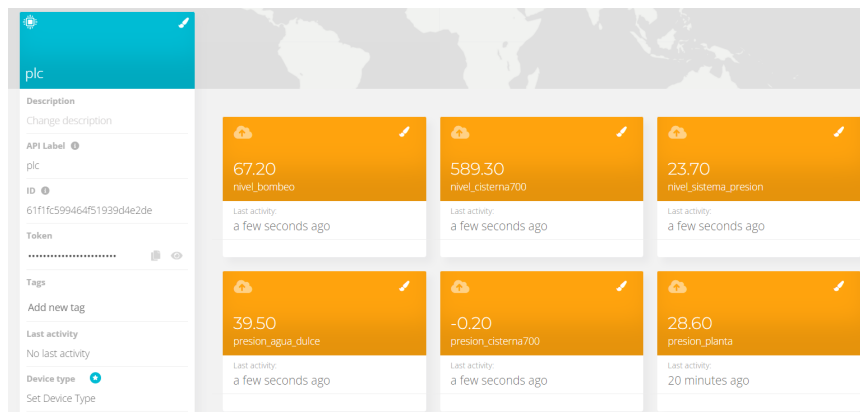 plc
Description
Change description
API Label
plc
ID
61f1fc599464f51939d4e2de
Token
Tags
Add new tag
Last activity
No last activity
Device type
Set Device Type
67.20
nivel_bombeo
Last activity:
a few seconds ago
589.30
nivel_cisterna700
Last activity:
a few seconds ago
23.70
nivel_sistema_presion
Last activity:
a few seconds ago
39.50
presion_agua_dulce
Last activity:
a few seconds ago
-0.20
presion_cisterna700
Last activity:
a few seconds ago
28.60
presion_planta
Last activity:
20 minutes ago